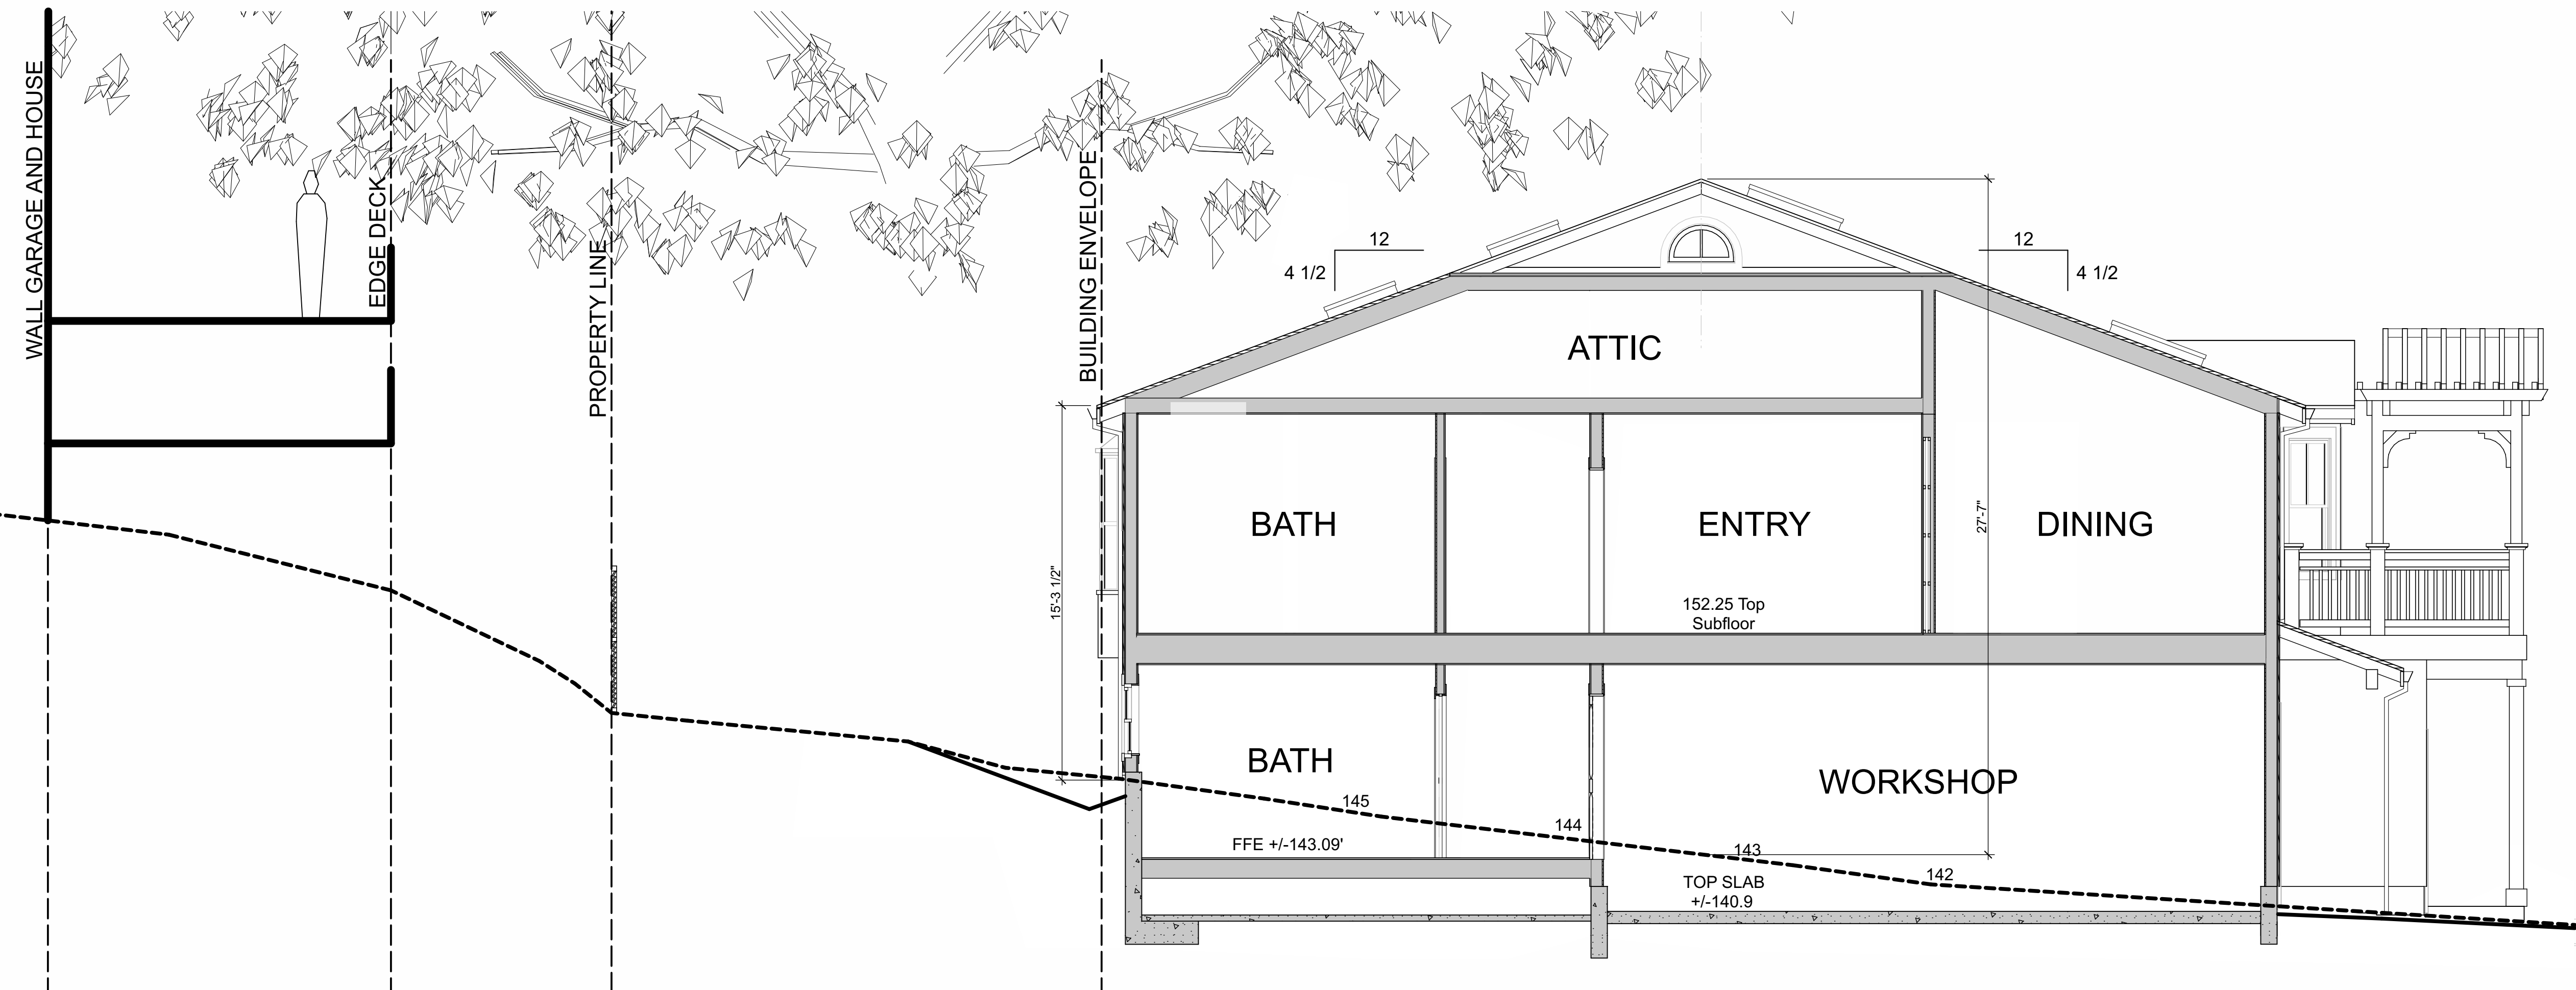 WALL GARAGE AND HOUSE
EDGE DECK
PROPERTY LINE
BUILDING ENVELOPE
12
4 1/2
12
4 1/2
ATTIC
15'-3 1/2"
27'-7"
BATH
ENTRY
DINING
152.25 Top
Subfloor
BATH
WORKSHOP
145
144
143
142
FFE +/-143.09'
TOP SLAB
+/-140.9